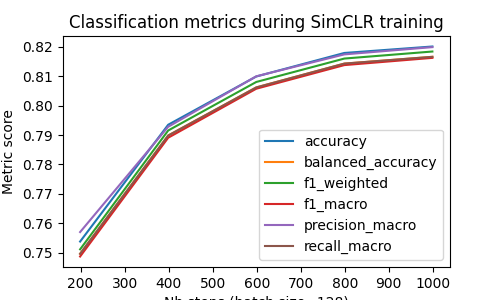 Classification metrics during SimCLR training
Metric score
0.82
0.81
0.80
0.79
0.78
0.77
0.76
0.75
accuracy
balanced_accuracy
f1_weighted
f1_macro
precision_macro
recall_macro
200 300 400 500 600 700 800 900 1000
Nb steps (batch size
128)